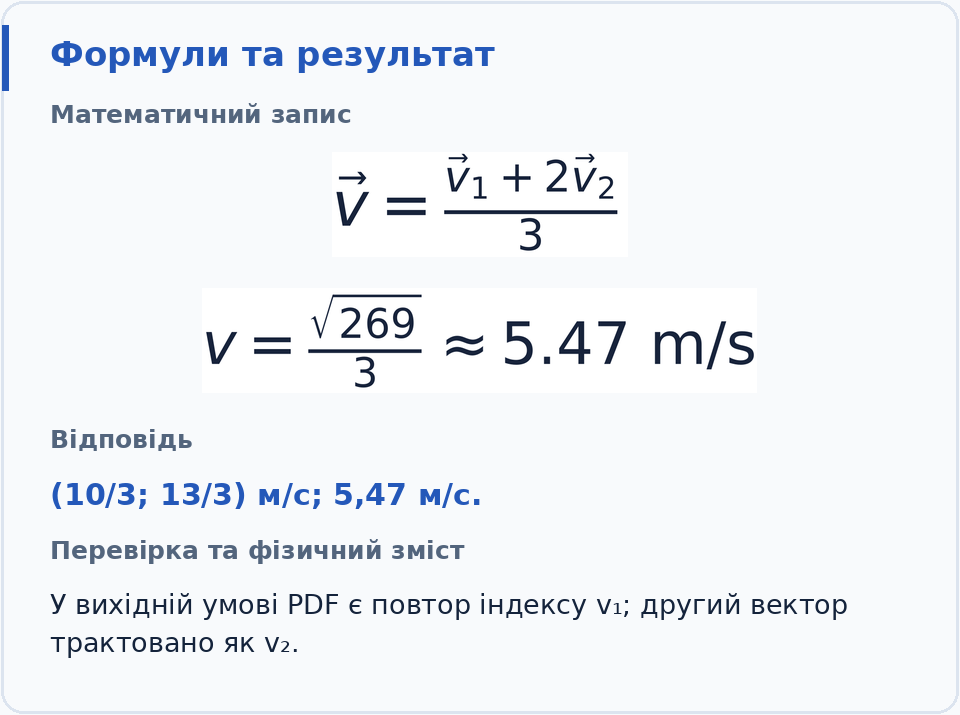 Формули та результат
Математичний запис
v⃗ = (v⃗₁ + 2v⃗₂)/3
v = √269/3 ≈ 5.47 m/s
Відповідь
(10/3; 13/3) м/с; 5,47 м/с.
Перевірка та фізичний зміст
У вихідній умові PDF є повтор індексу v₁; другий вектор
трактовано як v₂.